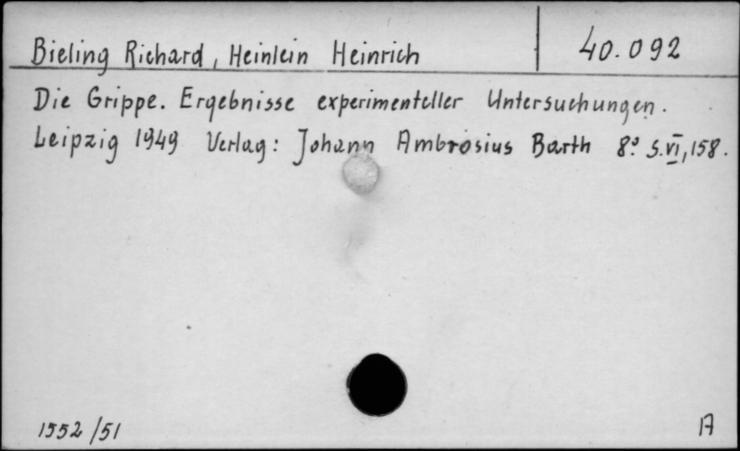 Bieling Richard, Heinlein Heinrich 40.092
Die Grippe. Ergebnisse experimenteller Untersuchungen.
Leipzig 1949 Verlag: Johann Ambrosius Barth 8° S.VI,158.
1552/51 A